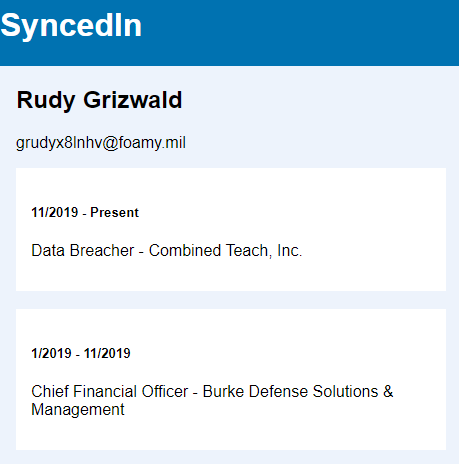 SyncedIn
Rudy Grizwald
grudyx8lnhv@foamy.mil
11/2019 - Present
Data Breacher - Combined Teach, Inc.
1/2019 - 11/2019
Chief Financial Officer - Burke Defense Solutions &
Management